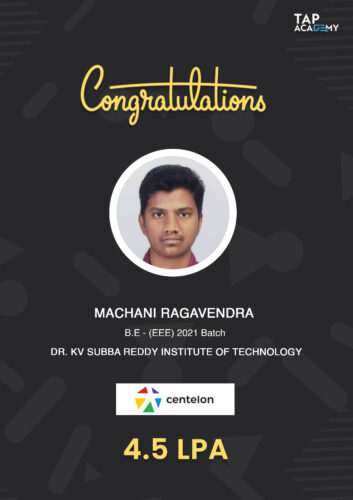 TAP
ACADEMY
Congratulations
MACHANI RAGAVENDRA
B.E - (EEE) 2021 Batch
DR. KV SUBBA REDDY INSTITUTE OF TECHNOLOGY
centelon
4.5 LPA